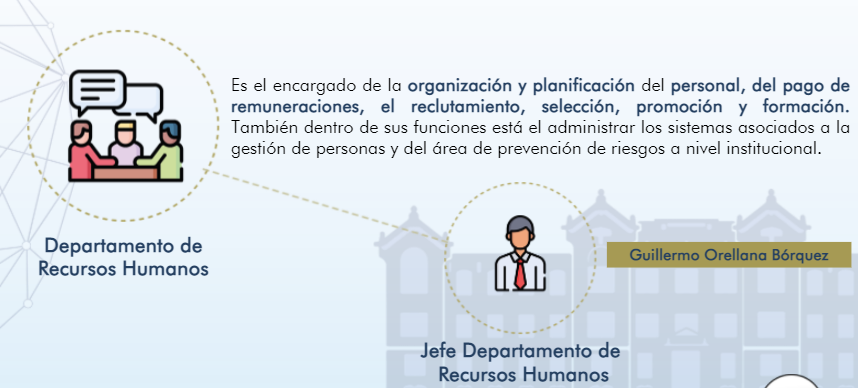 Es el encargado de la organización y planificación del personal, del pago de
remuneraciones, el reclutamiento, selección, promoción y formación.
También dentro de sus funciones está el administrar los sistemas asociados a la
gestión de personas y del área de prevención de riesgos a nivel institucional.
Departamento de
Recursos Humanos
Guillermo Orellana Bórquez
Jefe Departamento de
Recursos Humanos